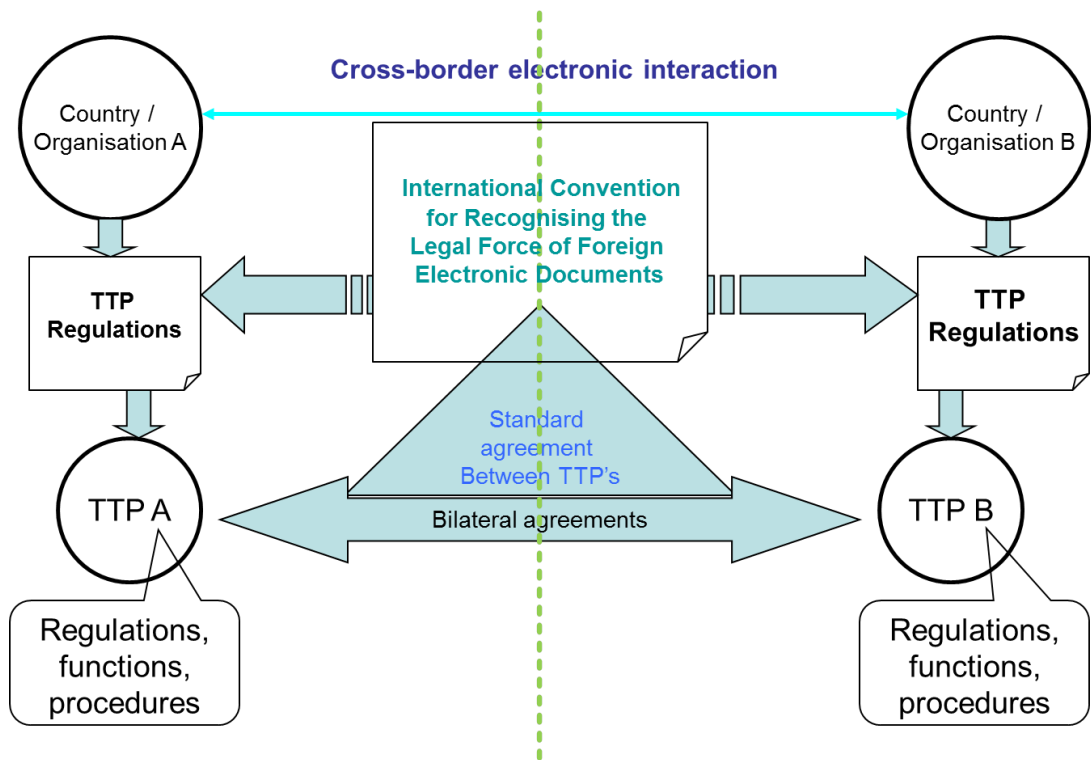 Cross-border electronic interaction
Country /
Organisation A
Country /
Organisation B
International Convention
for Recognising the
Legal Force of Foreign
Electronic Documents
TTP
Regulations
TTP
Regulations
Standard
agreement
Between TTP's
TTP A
Bilateral agreements
TTP B
Regulations,
functions,
procedures
Regulations,
functions,
procedures